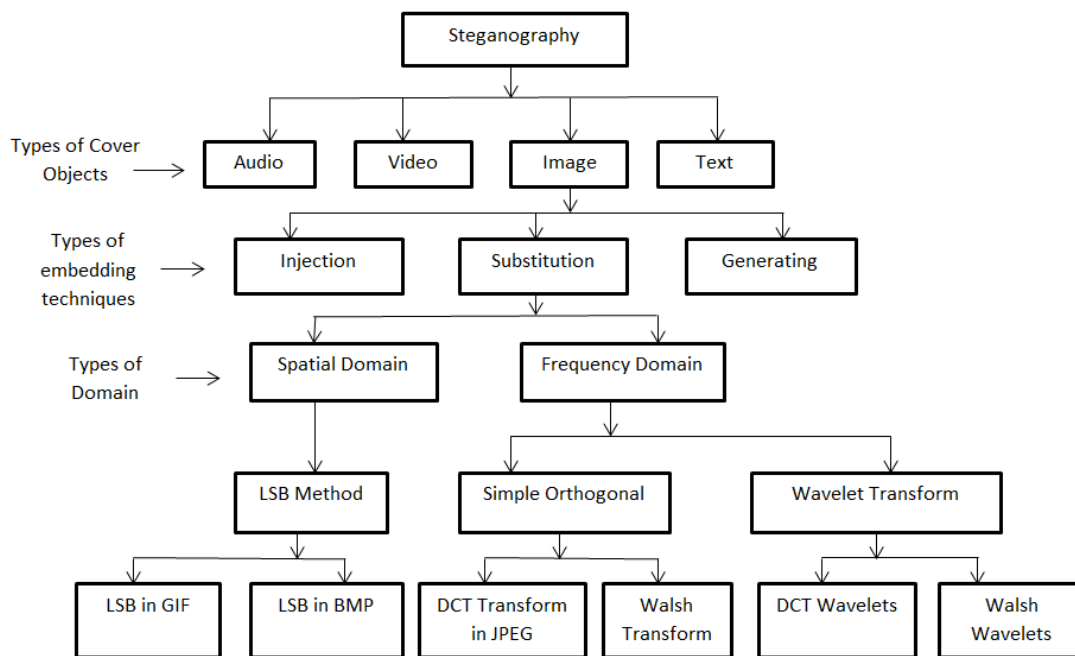 Steganography
Types of Cover
Objects
Audio
Video
Image
Text
Types of
embedding
techniques
Injection
Substitution
Generating
Types of
Domain
Spatial Domain
Frequency Domain
LSB Method
Simple Orthogonal
Wavelet Transform
LSB in GIF
LSB in BMP
DCT Transform
in JPEG
Walsh
Transform
DCT Wavelets
Walsh
Wavelets